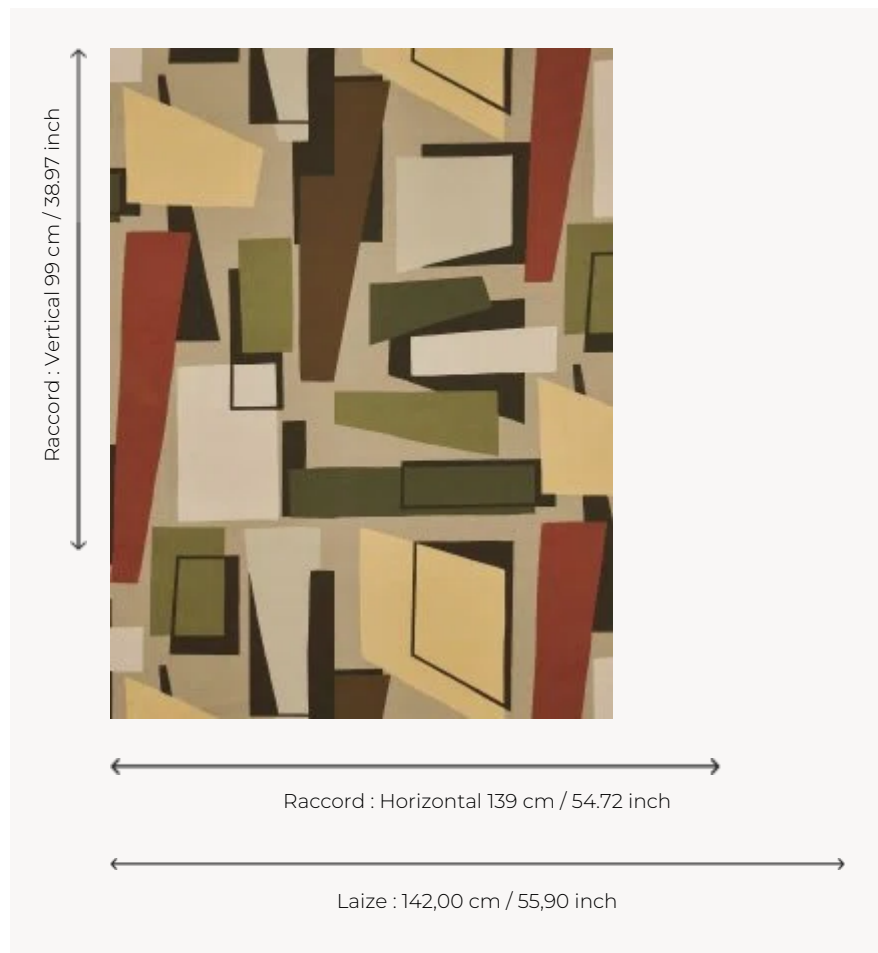 Raccord : Vertical 99 cm / 38.97 inch
Raccord : Horizontal 139 cm / 54.72 inch
Laize : 142,00 cm / 55,90 inch